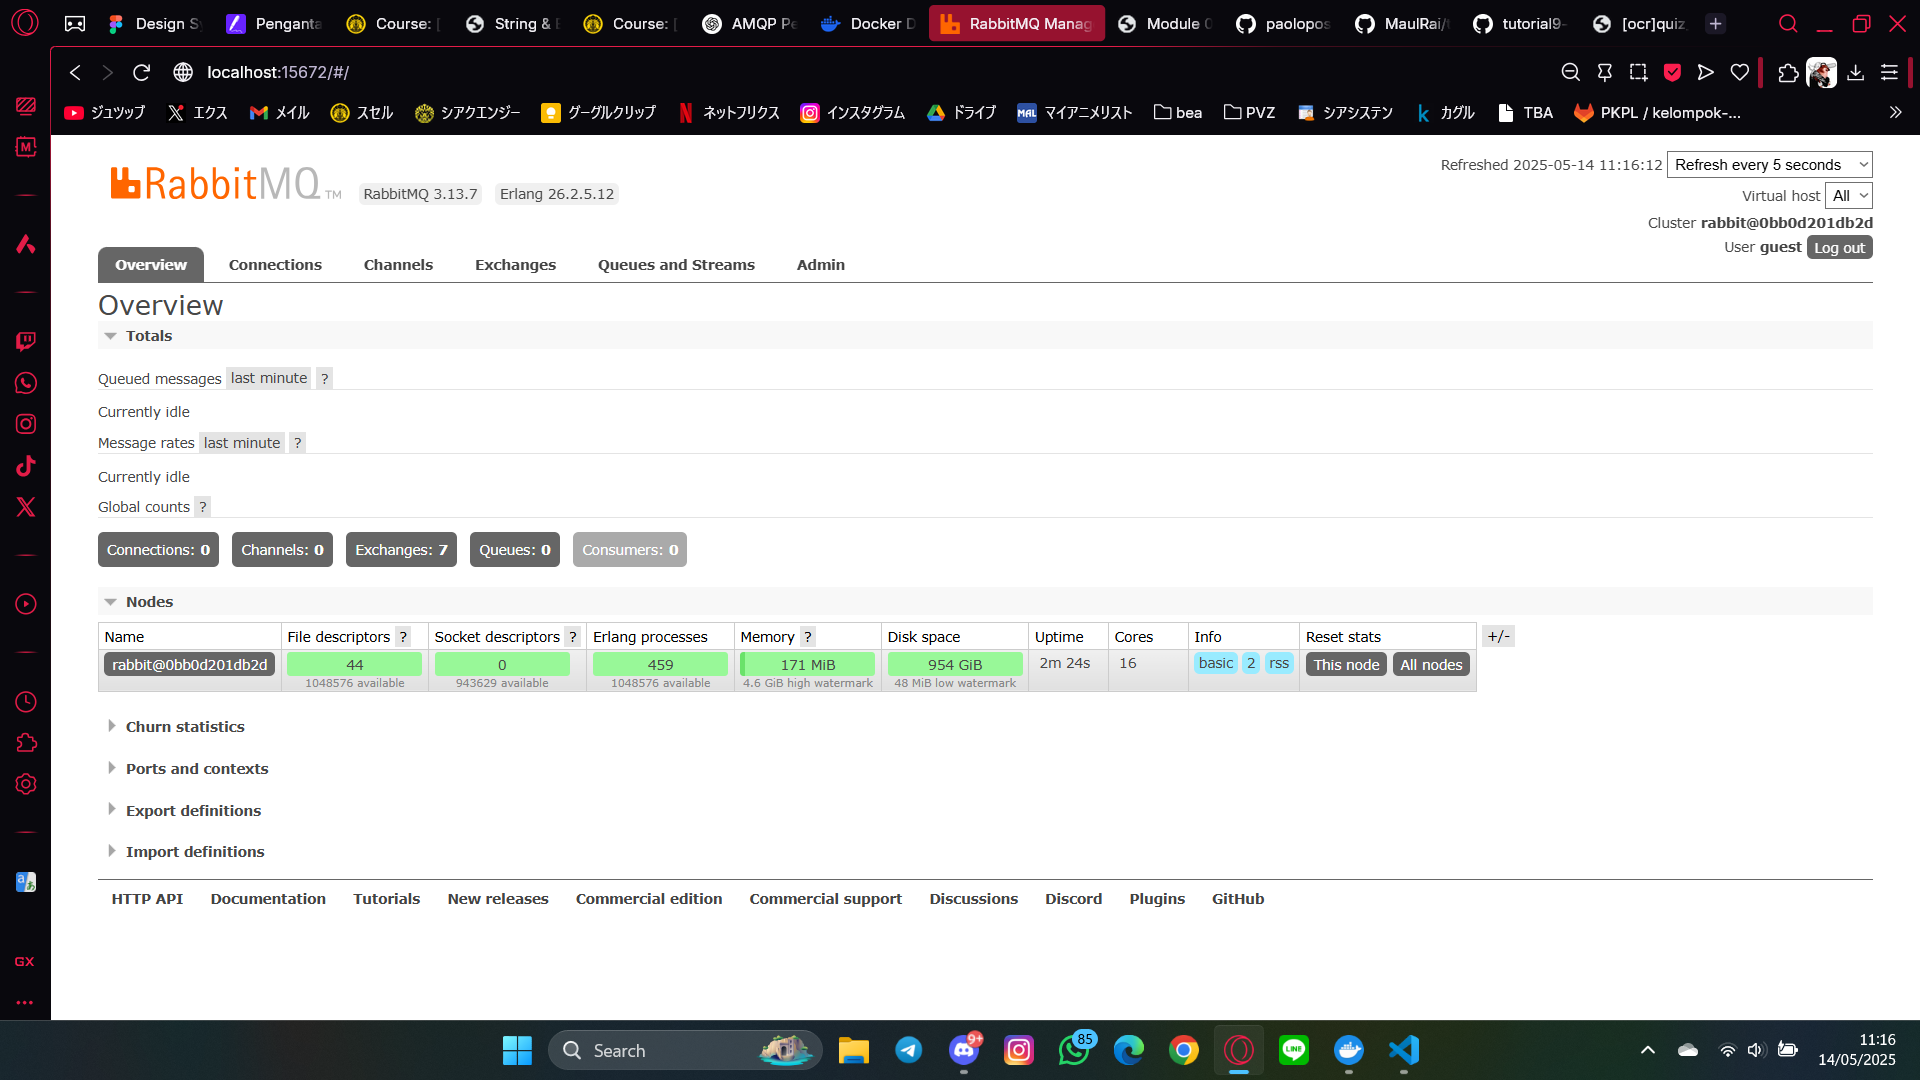 Design Sy
Penganta
Course: [
String & E
Course: [
AMQP Pe
Docker D
RabbitMQ Manag
Module 0
paolopos
MaulRai/t
tutorial9-
[ocr]quiz
localhost:15672/#/
ジュツップ
エクス
メイル
スセル
シアクエンジー
グーグルクリップ
ネットフリクス
インスタグラム
ドライブ
MAL マイアニメリスト
bea
PVZ
シアシステン
カグル
TBA
PKPL / kelompok-...
RabbitMQ TM
RabbitMQ 3.13.7
Erlang 26.2.5.12
Refreshed 2025-05-14 11:16:12 Refresh every 5 seconds
Virtual host All
Cluster rabbit@0bb0d201db2d
User guest Log out
Overview Connections Channels Exchanges Queues and Streams Admin
Overview
Totals
Queued messages last minute ?
Currently idle
Message rates last minute ?
Currently idle
Global counts ?
Connections: 0 Channels: 0 Exchanges: 7 Queues: 0 Consumers: 0
Nodes
Name File descriptors ? Socket descriptors ? Erlang processes Memory ? Disk space Uptime Cores Info Reset stats +/-
rabbit@0bb0d201db2d 44 0 459 171 MiB 954 GiB 2m 24s 16 basic 2 rss This node All nodes
1048576 available 943629 available 1048576 available 4.6 GiB high watermark 48 MiB low watermark
Churn statistics
Ports and contexts
Export definitions
Import definitions
HTTP API Documentation Tutorials New releases Commercial edition Commercial support Discussions Discord Plugins GitHub
GX
Search
9+
85
LINE
11:16
14/05/2025